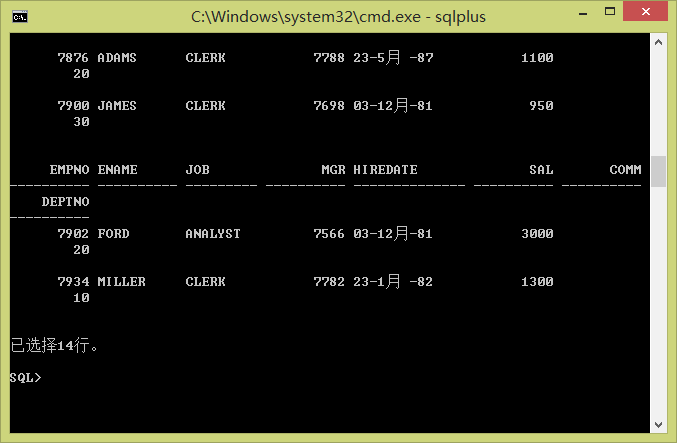 C:\Windows\system32\cmd.exe - sqlplus
7876 ADAMS CLERK 7788 23-5月 -87 1100
20
7900 JAMES CLERK 7698 03-12月-81 950
30
EMPNO ENAME JOB MGR HIREDATE SAL COMM
---------- ---------- --------- ---------- -------------- ---------- ----------
DEPTNO
----------
7902 FORD ANALYST 7566 03-12月-81 3000
20
7934 MILLER CLERK 7782 23-1月 -82 1300
10
已选择14行。
SQL>